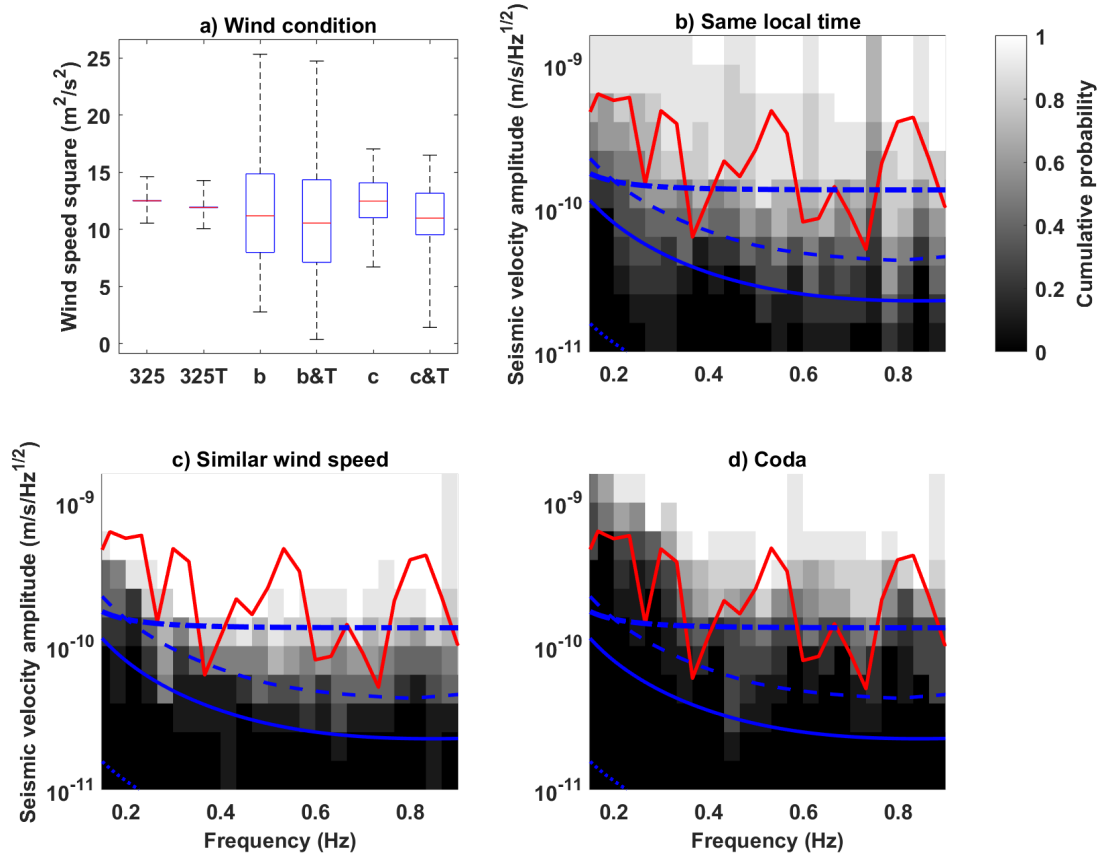 a) Wind condition
Wind speed square (m²/s²)
25
20
15
10
5
0
325 325T b b&T c c&T
b) Same local time
Seismic velocity amplitude (m/s/Hz^1/2)
10^-9
10^-10
10^-11
0.2 0.4 0.6 0.8
Cumulative probability
1
0.8
0.6
0.4
0.2
0
c) Similar wind speed
Seismic velocity amplitude (m/s/Hz^1/2)
10^-9
10^-10
10^-11
0.2 0.4 0.6 0.8
Frequency (Hz)
d) Coda
10^-9
10^-10
10^-11
0.2 0.4 0.6 0.8
Frequency (Hz)